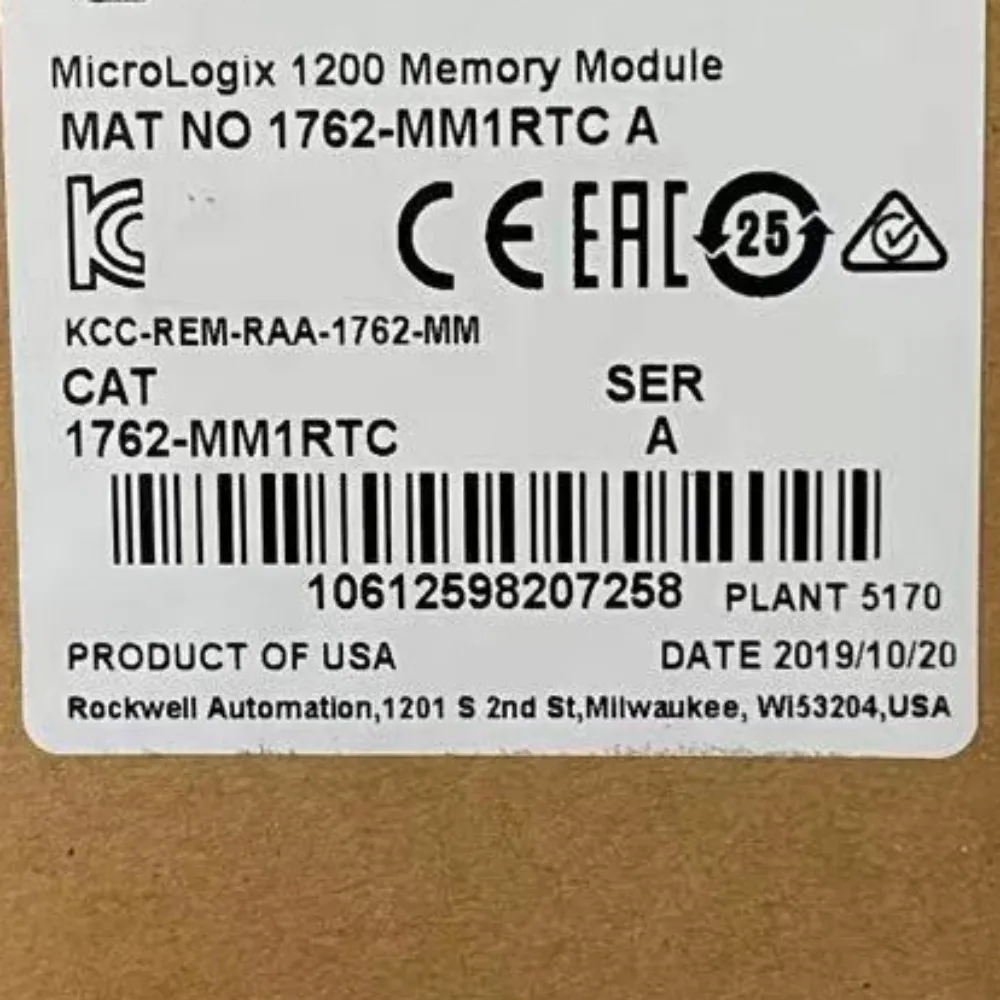 MicroLogix 1200 Memory Module
MAT NO 1762-MM1RTC A
KC CE EAC 25
KCC-REM-RAA-1762-MM
CAT SER
1762-MM1RTC A
10612598207258 PLANT 5170
PRODUCT OF USA DATE 2019/10/20
Rockwell Automation,1201 S 2nd St,Milwaukee, WI53204,USA